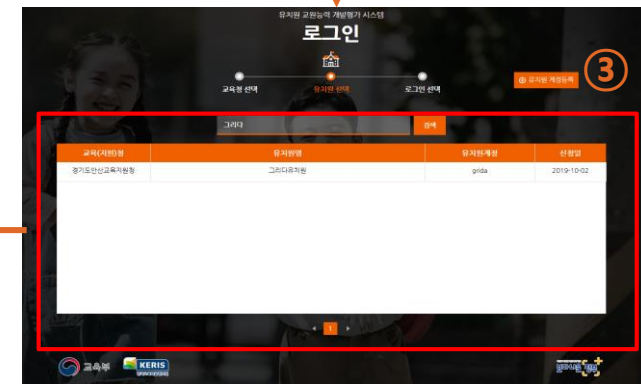 유치원 교원능력 개발평가 시스템
로그인
교육청 선택
유치원 선택
로그인 선택
유치원 계정등록
③
그리다
검색
교육(지원)청 유치원명 유치원계정 신청일
경기도안산교육지원청 그리다유치원 grida 2019-10-02
1
교육부
KERIS